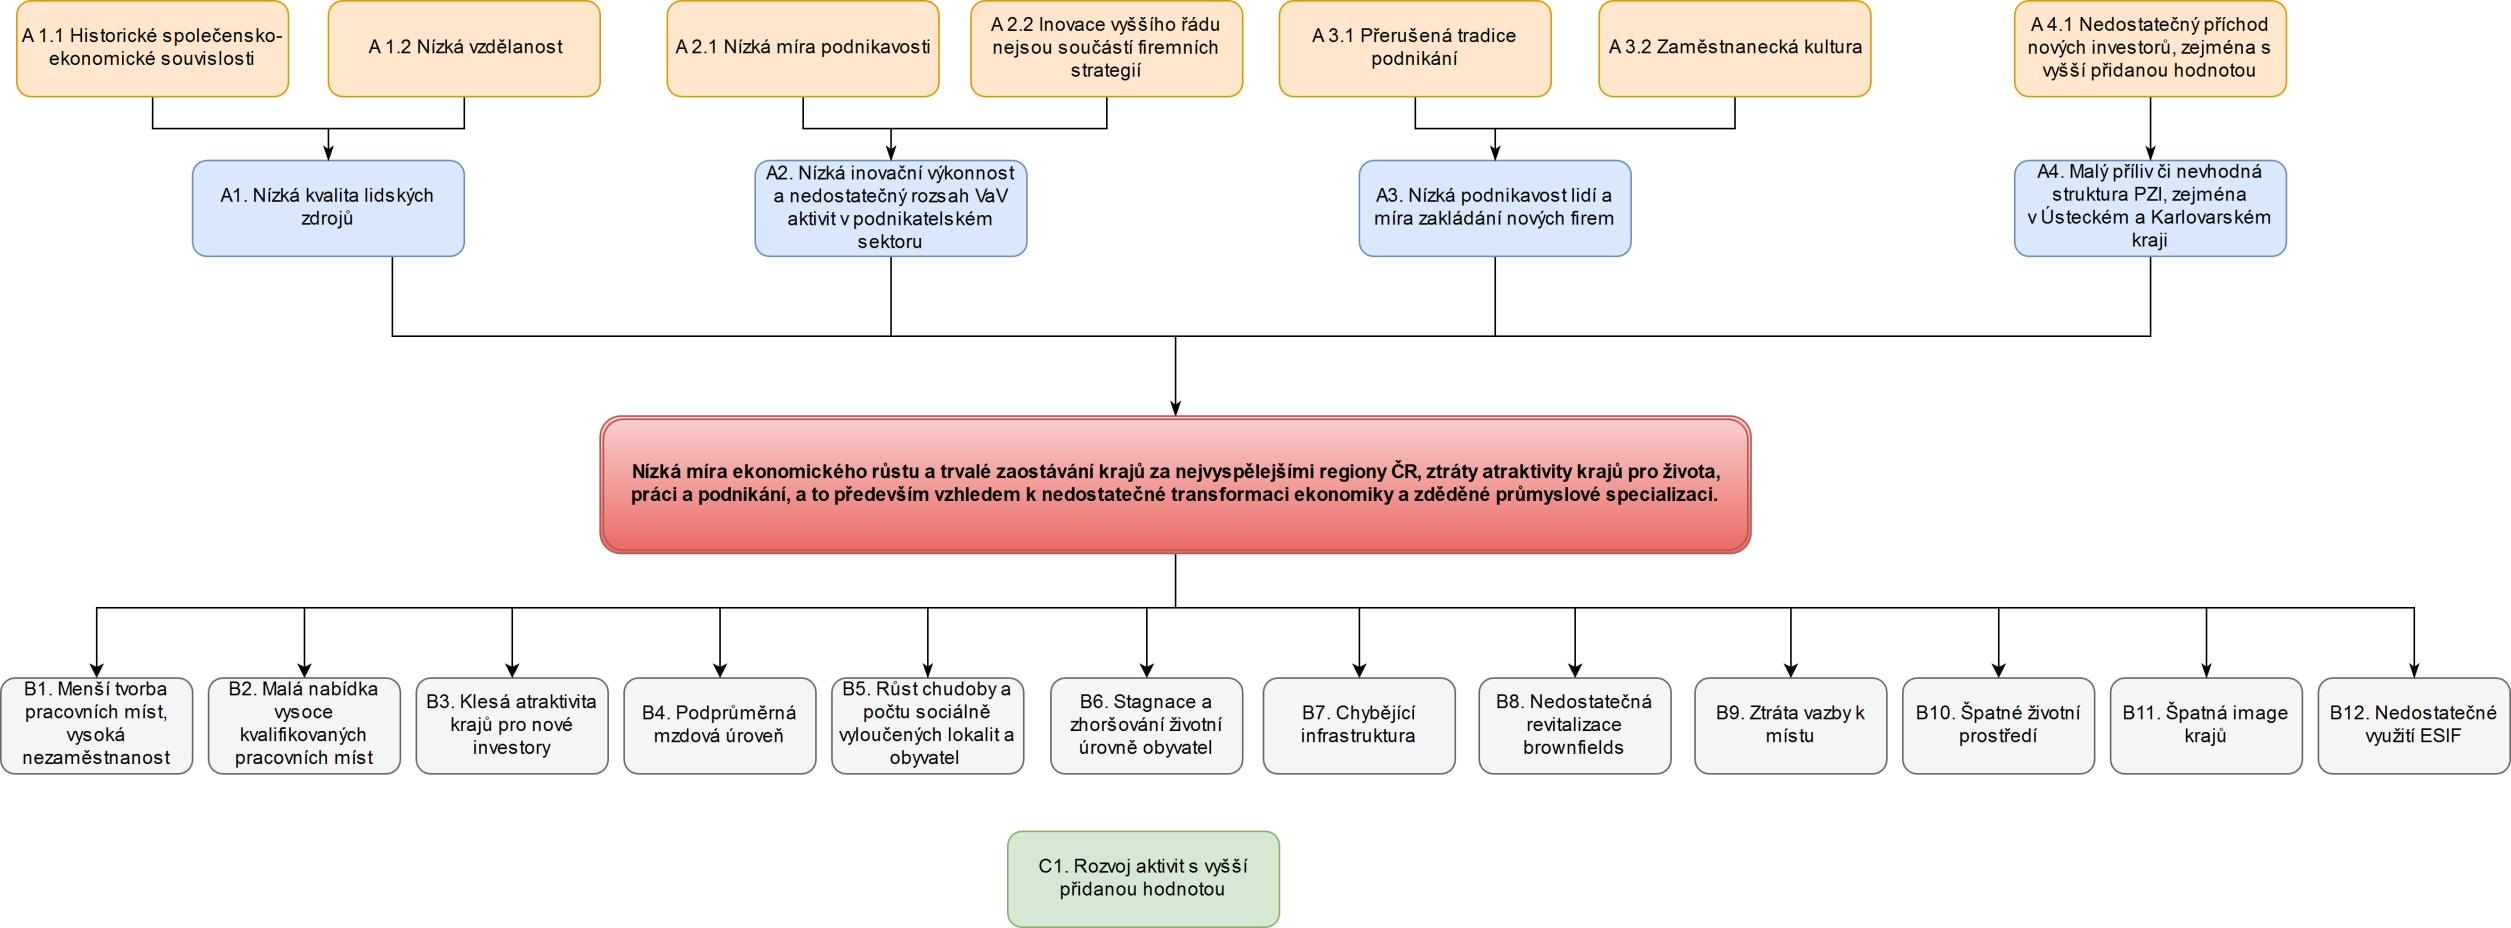 A 1.1 Historické společensko-
ekonomické souvislosti
A 1.2 Nízká vzdělanost
A 2.1 Nízká míra podnikavosti
A 2.2 Inovace vyššího řádu
nejsou součástí firemních
strategií
A 3.1 Přerušená tradice
podnikání
A 3.2 Zaměstnanecká kultura
A 4.1 Nedostatečný příchod
nových investorů, zejména s
vyšší přidanou hodnotou
A1. Nízká kvalita lidských
zdrojů
A2. Nízká inovační výkonnost
a nedostatečný rozsah VaV
aktivit v podnikatelském
sektoru
A3. Nízká podnikavost lidí a
míra zakládání nových firem
A4. Malý příliv či nevhodná
struktura PZI, zejména
v Ústeckém a Karlovarském
kraji
Nízká míra ekonomického růstu a trvalé zaostávání krajů za nejvyspělejšími regiony ČR, ztráty atraktivity krajů pro života,
práci a podnikání, a to především vzhledem k nedostatečné transformaci ekonomiky a zděděné průmyslové specializaci.
B1. Menší tvorba
pracovních míst,
vysoká
nezaměstnanost
B2. Malá nabídka
vysoce
kvalifikovaných
pracovních míst
B3. Klesá atraktivita
krajů pro nové
investory
B4. Podprůměrná
mzdová úroveň
B5. Růst chudoby a
počtu sociálně
vyloučených lokalit a
obyvatel
B6. Stagnace a
zhoršování životní
úrovně obyvatel
B7. Chybějící
infrastruktura
B8. Nedostatečná
revitalizace
brownfields
B9. Ztráta vazby k
místu
B10. Špatné životní
prostředí
B11. Špatná image
krajů
B12. Nedostatečné
využití ESIF
C1. Rozvoj aktivit s vyšší
přidanou hodnotou